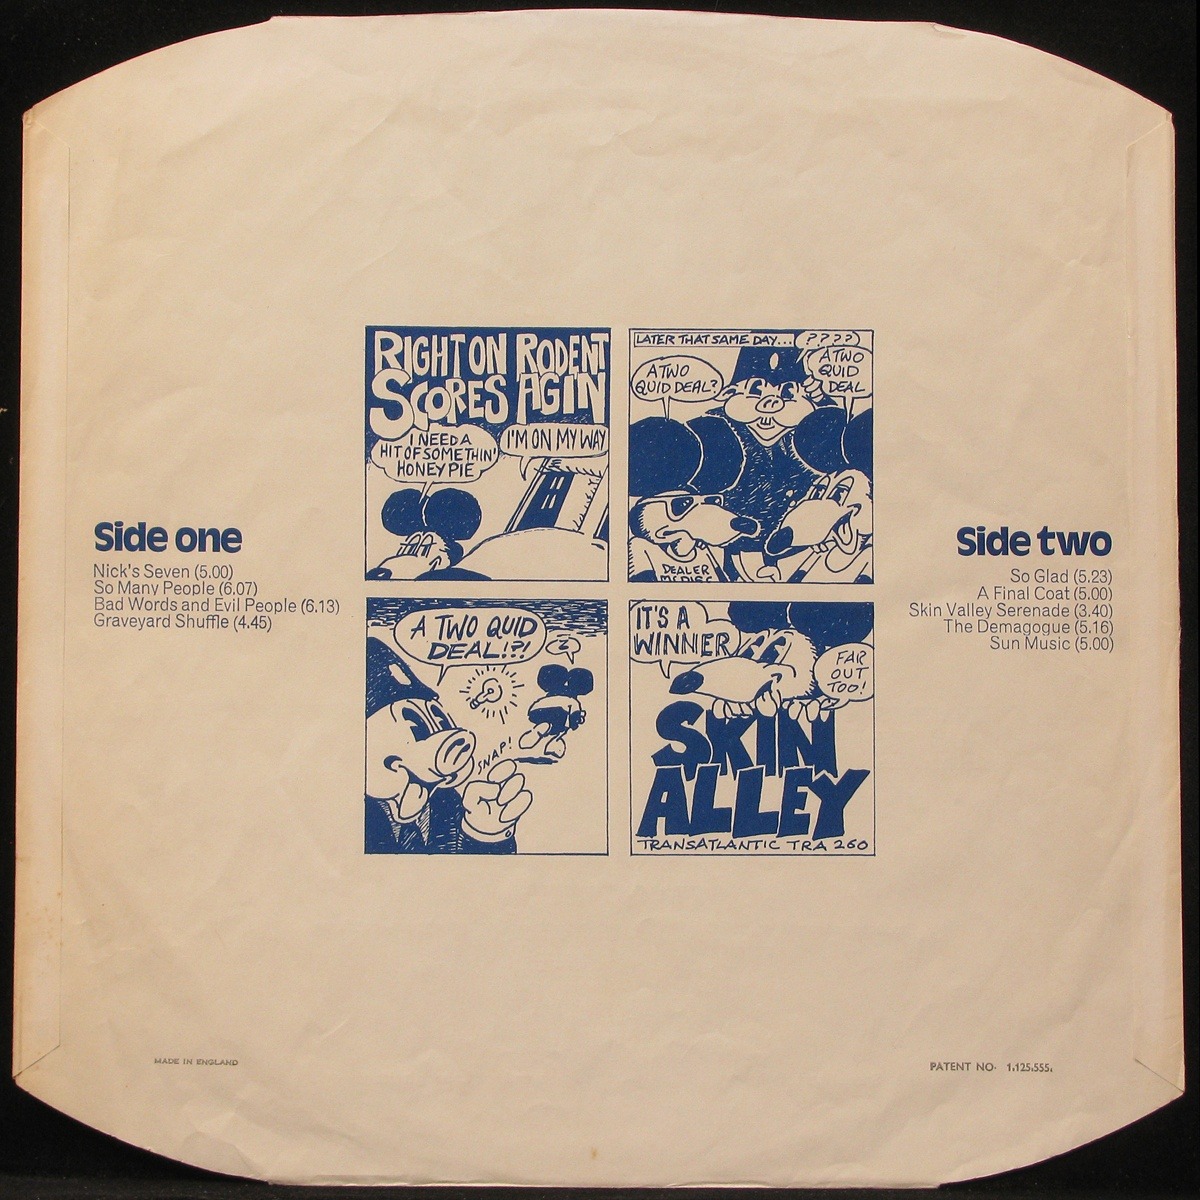 RIGHT ON RODENT
SCORES AGIN
I NEED A
HIT OF SOMETHIN'
HONEY PIE
I'M ON MY WAY
LATER THAT SAME DAY...
????
A TWO
QUID DEAL?
A TWO
QUID
DEAL
DEALER
A TWO QUID
DEAL!?!
?
SNAP!
IT'S A
WINNER
FAR
OUT
TOO!
SKIN
ALLEY
TRANSATLANTIC TRA 260
Side one
Nick's Seven (5.00)
So Many People (6.07)
Bad Words and Evil People (6.13)
Graveyard Shuffle (4.45)
Side two
So Glad (5.23)
A Final Coat (5.00)
Skin Valley Serenade (3.40)
The Demagogue (5.16)
Sun Music (5.00)
MADE IN ENGLAND
PATENT NO. 1,125,555,